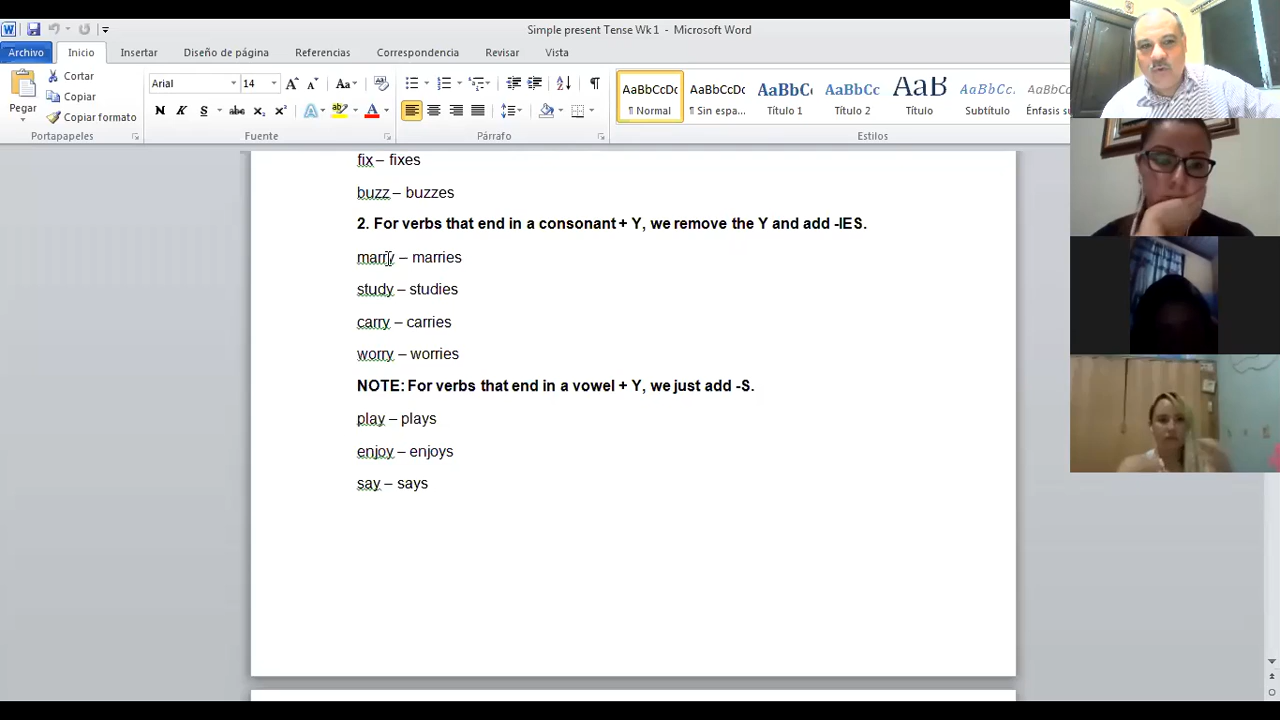 Simple present Tense Wk1 - Microsoft Word
Archivo Inicio Insertar Diseño de página Referencias Correspondencia Revisar Vista
Pegar
Cortar
Copiar
Copiar formato
Portapapeles
Arial 14
Fuente
Párrafo
AaBbCcDc AaBbCcDc AaBbC AaBbCc AaB AaBbCc. AaBbCc
¶ Normal ¶ Sin espa... Título 1 Título 2 Título Subtítulo Énfasis su
Estilos
fix – fixes
buzz – buzzes
2. For verbs that end in a consonant + Y, we remove the Y and add -IES.
marry – marries
study – studies
carry – carries
worry – worries
NOTE: For verbs that end in a vowel + Y, we just add -S.
play – plays
enjoy – enjoys
say – says